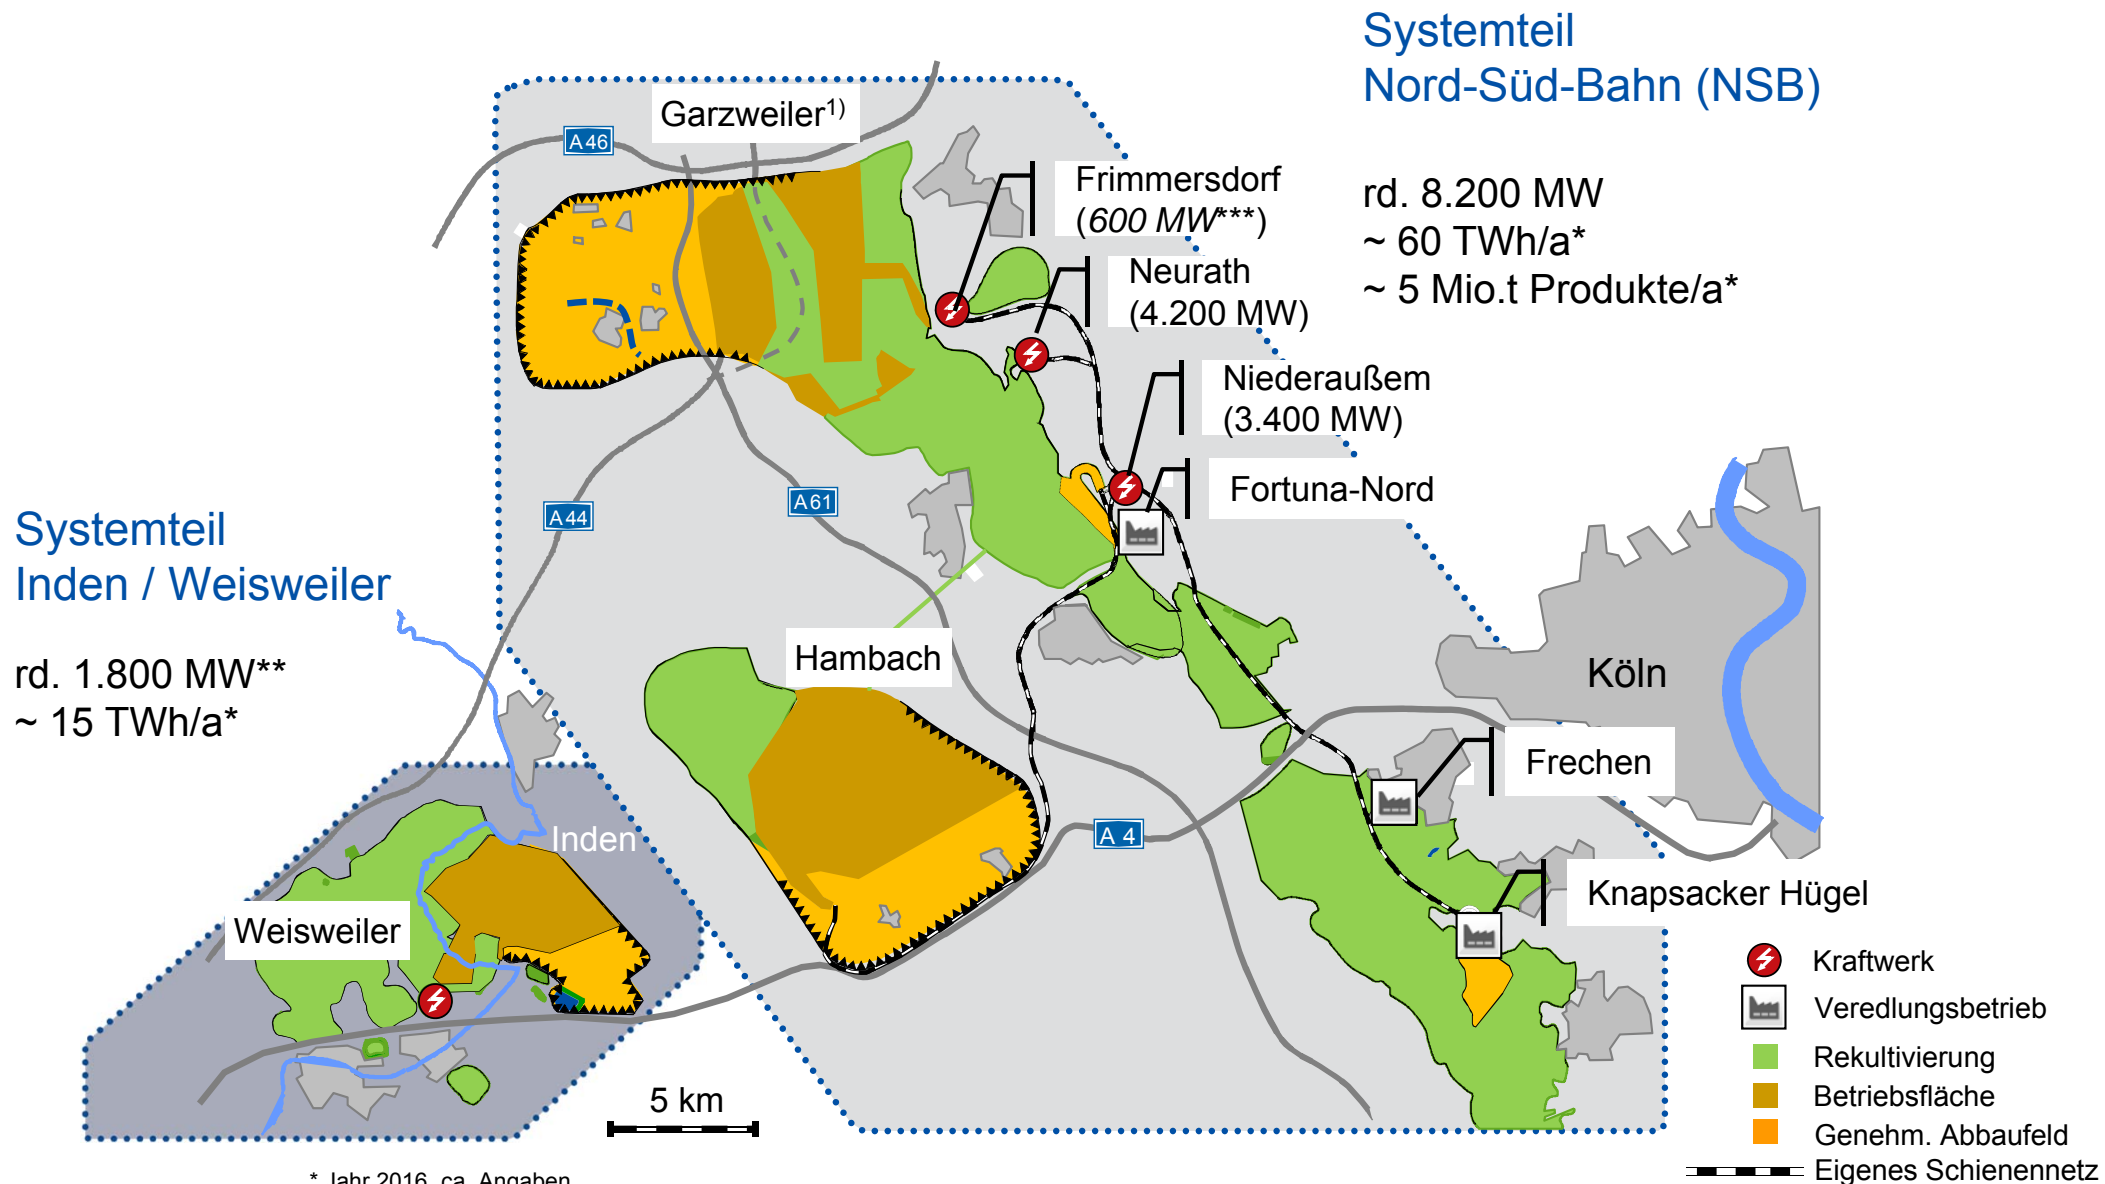 Systemteil
Nord-Süd-Bahn (NSB)
rd. 8.200 MW
~ 60 TWh/a*
~ 5 Mio.t Produkte/a*
Garzweiler1)
A 46
Frimmersdorf
(600 MW***)
Neurath
(4.200 MW)
Niederaußem
(3.400 MW)
Fortuna-Nord
A 44
A 61
Systemteil
Inden / Weisweiler
rd. 1.800 MW**
~ 15 TWh/a*
Hambach
Köln
Frechen
A 4
Inden
Weisweiler
Knapsacker Hügel
5 km
Kraftwerk
Veredlungsbetrieb
Rekultivierung
Betriebsfläche
Genehm. Abbaufeld
Eigenes Schienennetz
* Jahr 2016, ca. Angaben